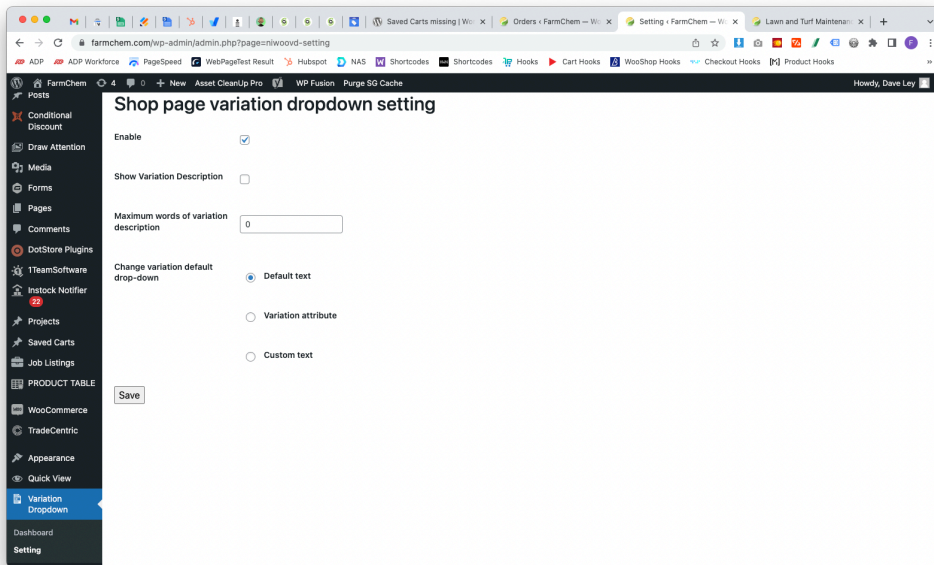 Saved Carts missing | Wo
Orders ‹ FarmChem — Wo
Setting ‹ FarmChem — W
Lawn and Turf Maintenanc
farmchem.com/wp-admin/admin.php?page=niwoovd-setting
ADP
ADP Workforce
PageSpeed
WebPageTest Result
Hubspot
NAS
Shortcodes
Shortcodes
Hooks
Cart Hooks
WooShop Hooks
Checkout Hooks
Product Hooks
FarmChem
4
0
New
Asset CleanUp Pro
WP Fusion
Purge SG Cache
Howdy, Dave Ley
Posts
Conditional
Discount
Draw Attention
Media
Forms
Pages
Comments
DotStore Plugins
1TeamSoftware
Instock Notifier
22
Projects
Saved Carts
Job Listings
PRODUCT TABLE
WooCommerce
TradeCentric
Appearance
Quick View
Variation
Dropdown
Dashboard
Setting
Shop page variation dropdown setting
Enable
Show Variation Description
Maximum words of variation
description
0
Change variation default
drop-down
Default text
Variation attribute
Custom text
Save